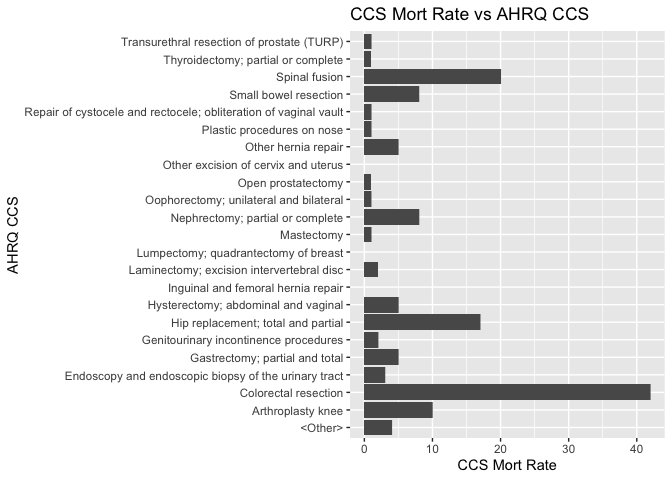 CCS Mort Rate vs AHRQ CCS
AHRQ CCS
Transurethral resection of prostate (TURP)
Thyroidectomy; partial or complete
Spinal fusion
Small bowel resection
Repair of cystocele and rectocele; obliteration of vaginal vault
Plastic procedures on nose
Other hernia repair
Other excision of cervix and uterus
Open prostatectomy
Oophorectomy; unilateral and bilateral
Nephrectomy; partial or complete
Mastectomy
Lumpectomy; quadrantectomy of breast
Laminectomy; excision intervertebral disc
Inguinal and femoral hernia repair
Hysterectomy; abdominal and vaginal
Hip replacement; total and partial
Genitourinary incontinence procedures
Gastrectomy; partial and total
Endoscopy and endoscopic biopsy of the urinary tract
Colorectal resection
Arthroplasty knee
<Other>
0 10 20 30 40
CCS Mort Rate